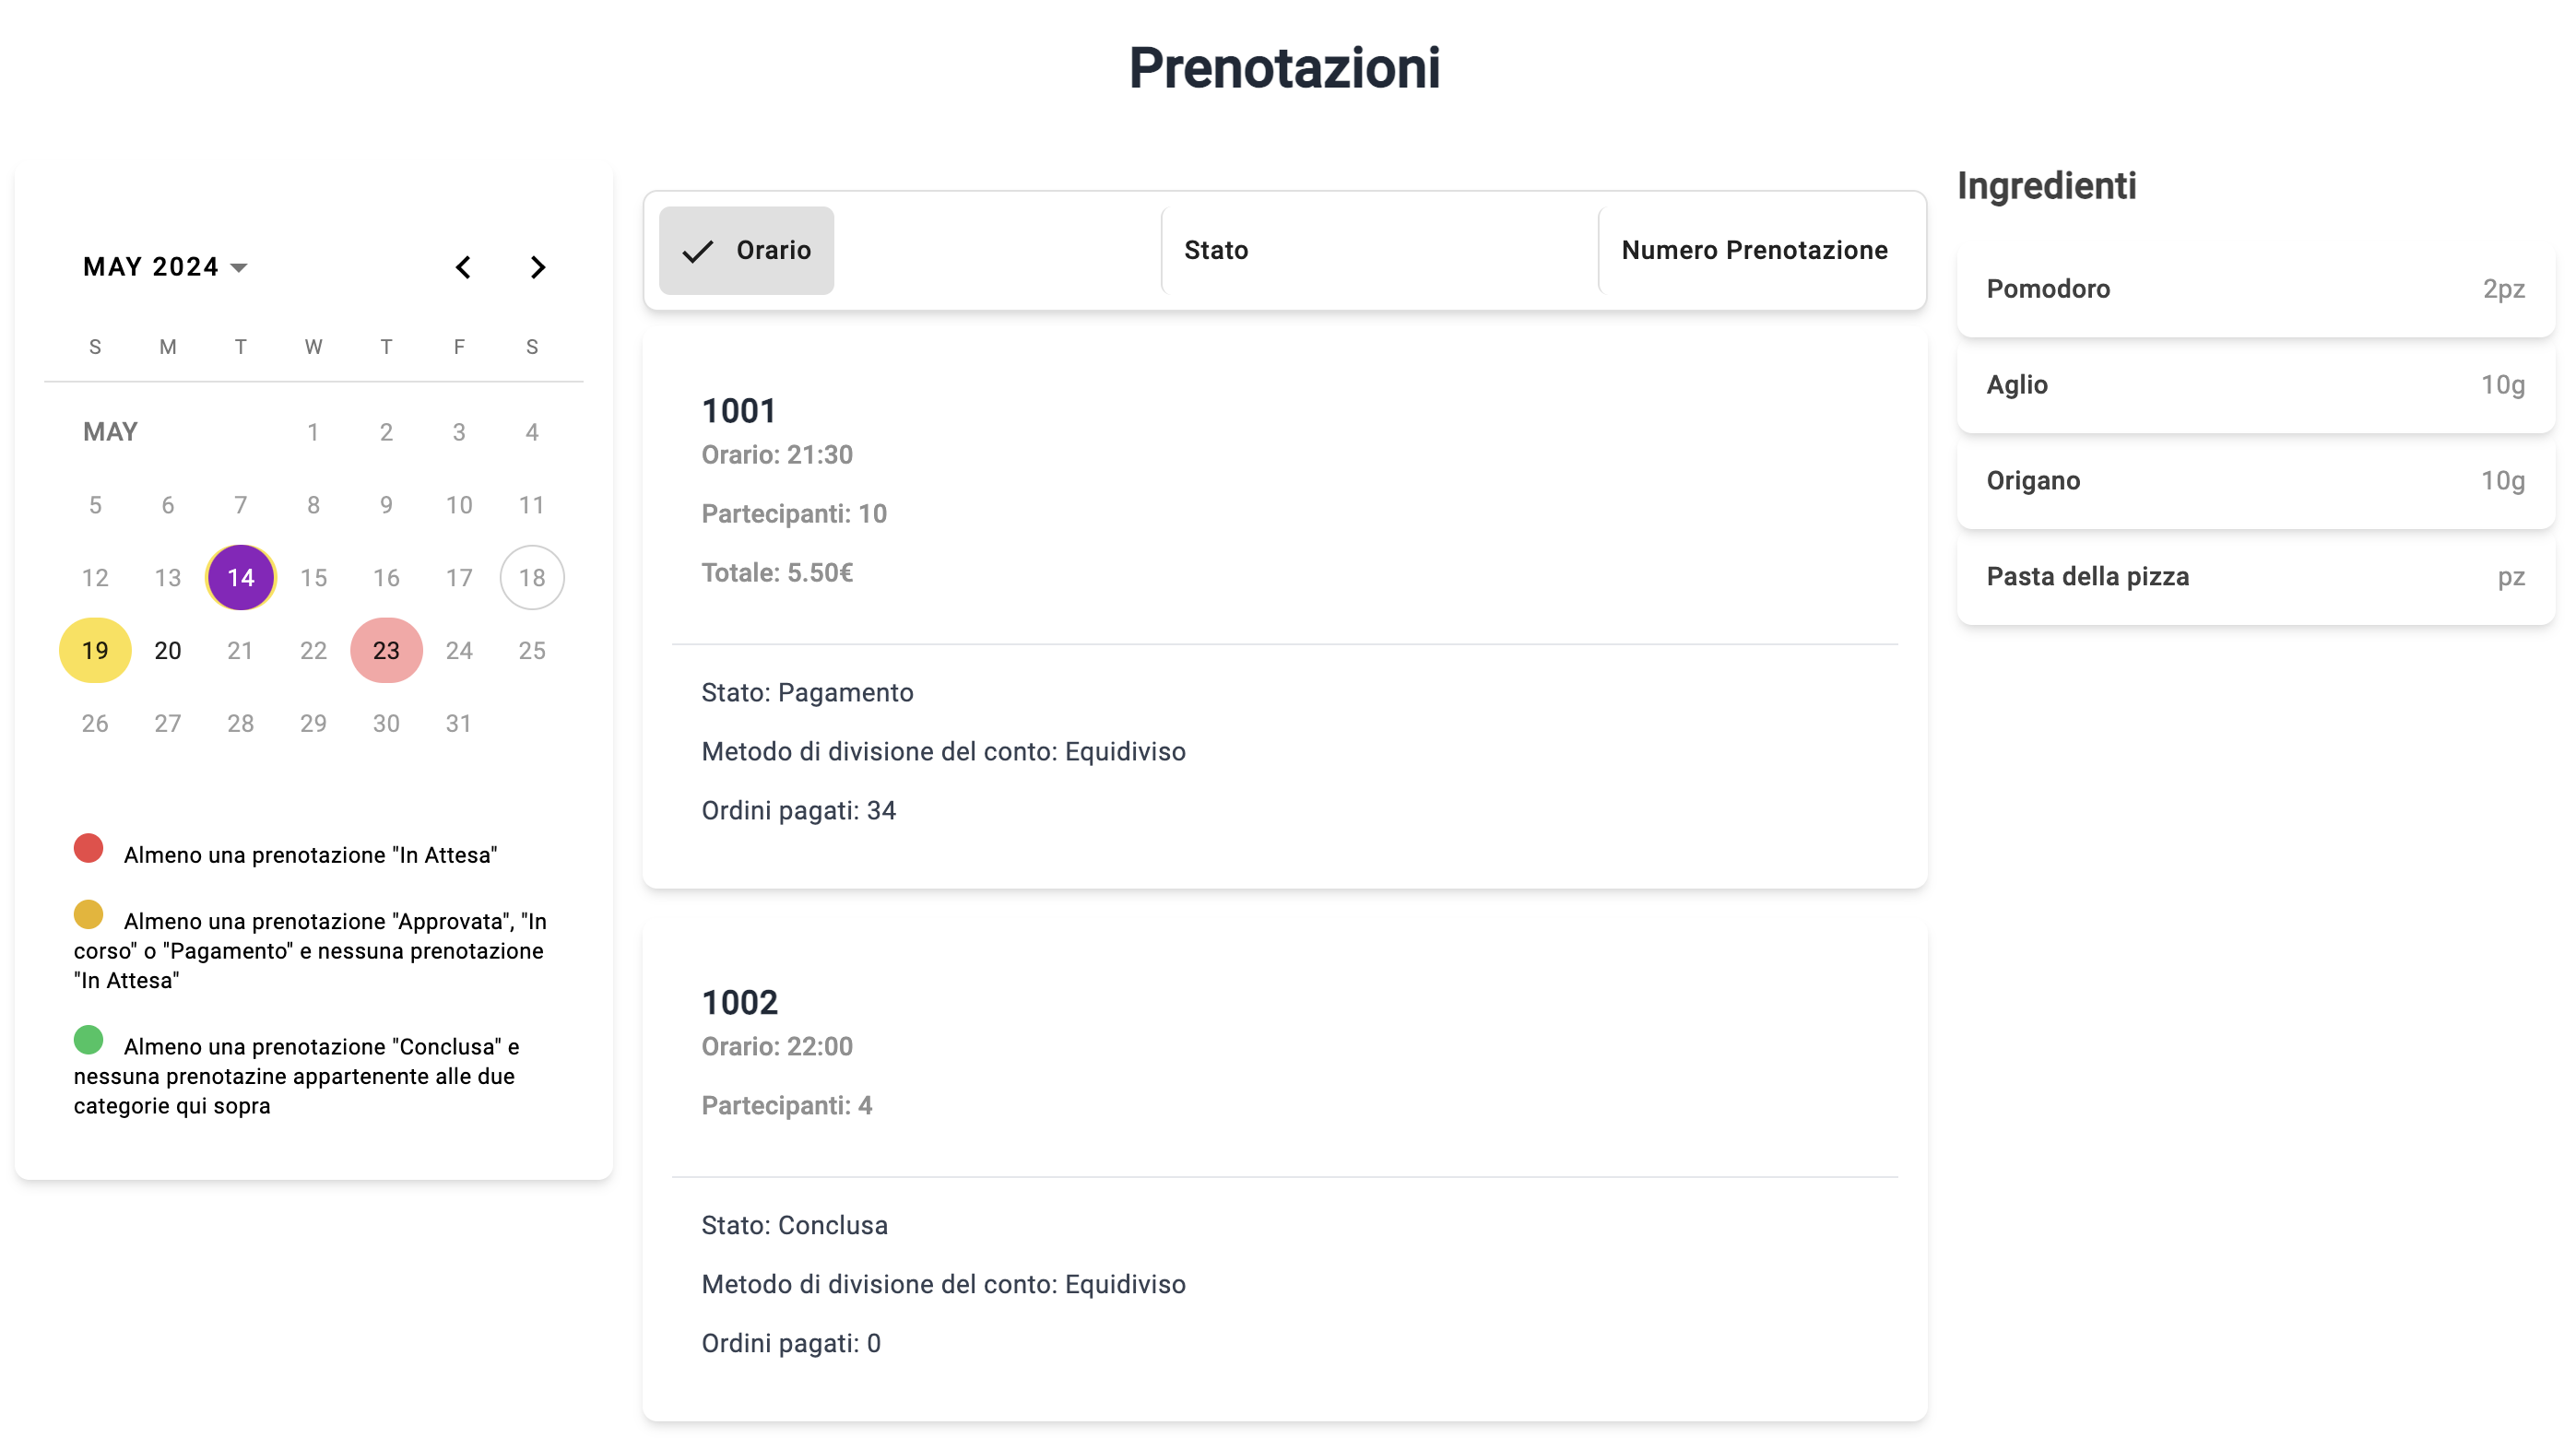 Prenotazioni
MAY 2024
S M T W T F S
MAY 1 2 3 4
5 6 7 8 9 10 11
12 13 14 15 16 17 18
19 20 21 22 23 24 25
26 27 28 29 30 31
Almeno una prenotazione "In Attesa"
Almeno una prenotazione "Approvata", "In
corso" o "Pagamento" e nessuna prenotazione
"In Attesa"
Almeno una prenotazione "Conclusa" e
nessuna prenotazine appartenente alle due
categorie qui sopra
Orario Stato Numero Prenotazione
1001
Orario: 21:30
Partecipanti: 10
Totale: 5.50€
Stato: Pagamento
Metodo di divisione del conto: Equidiviso
Ordini pagati: 34
1002
Orario: 22:00
Partecipanti: 4
Stato: Conclusa
Metodo di divisione del conto: Equidiviso
Ordini pagati: 0
Ingredienti
Pomodoro 2pz
Aglio 10g
Origano 10g
Pasta della pizza pz